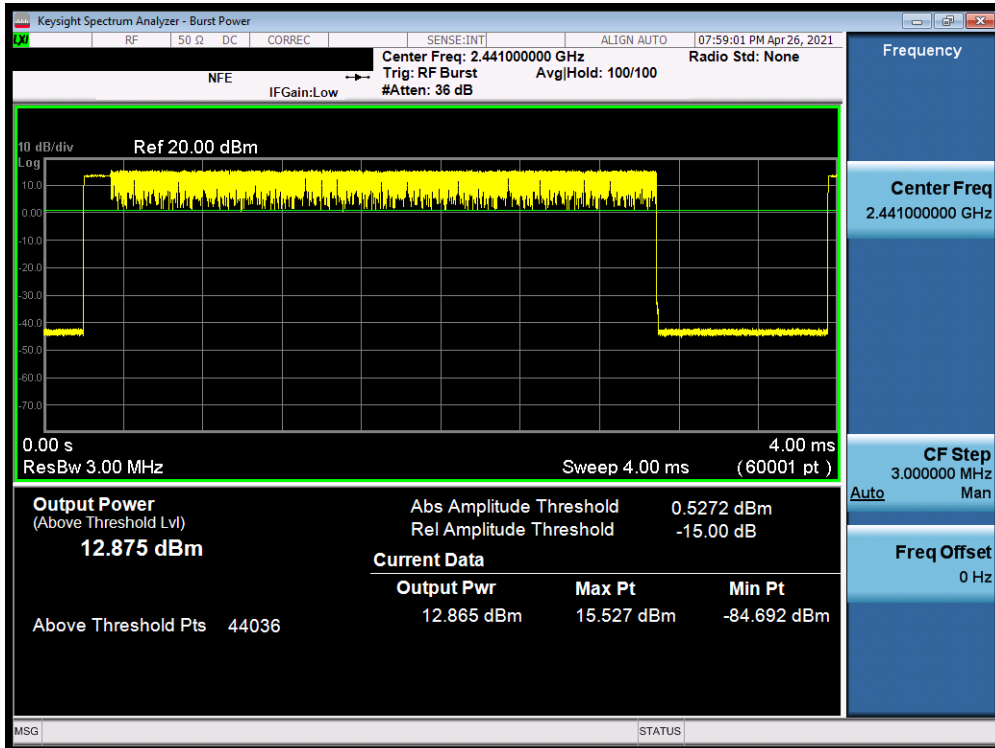 Keysight Spectrum Analyzer - Burst Power
LXI RF 50 Ω DC CORREC SENSE:INT ALIGN AUTO 07:59:01 PM Apr 26, 2021
Center Freq: 2.441000000 GHz Radio Std: None
NFE Trig: RF Burst Avg|Hold: 100/100
IFGain:Low #Atten: 36 dB
10 dB/div Ref 20.00 dBm
Log
10.0
0.00
-10.0
-20.0
-30.0
-40.0
-50.0
-60.0
-70.0
0.00 s 4.00 ms
ResBw 3.00 MHz Sweep 4.00 ms (60001 pt)
Output Power
(Above Threshold Lvl)
12.875 dBm
Above Threshold Pts 44036
Abs Amplitude Threshold 0.5272 dBm
Rel Amplitude Threshold -15.00 dB
Current Data
Output Pwr Max Pt Min Pt
12.865 dBm 15.527 dBm -84.692 dBm
MSG STATUS
Frequency
Center Freq
2.441000000 GHz
CF Step
3.000000 MHz
Auto Man
Freq Offset
0 Hz